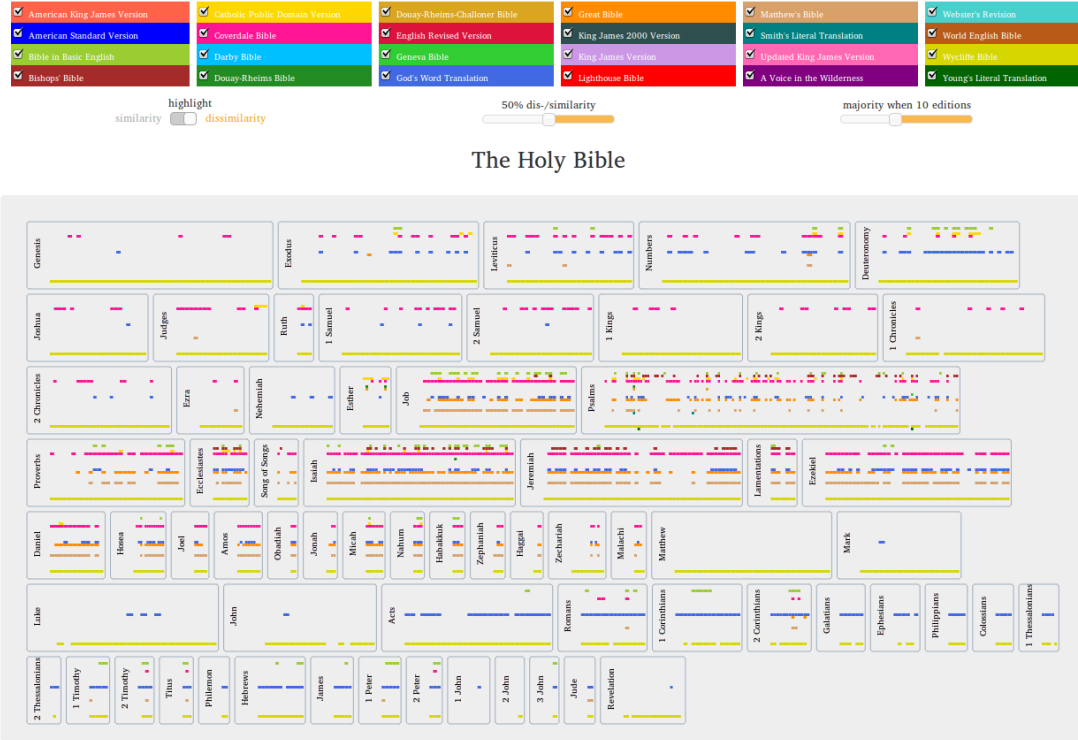 American King James Version Catholic Public Domain Version Douay-Rheims-Challoner Bible Great Bible Matthew's Bible Webster's Revision
American Standard Version Coverdale Bible English Revised Version King James 2000 Version Smith's Literal Translation World English Bible
Bible in Basic English Darby Bible Geneva Bible King James Version Updated King James Version Wycliffe Bible
Bishops' Bible Douay-Rheims Bible God's Word Translation Lighthouse Bible A Voice in the Wilderness Young's Literal Translation
highlight 50% dis-/similarity majority when 10 editions
similarity dissimilarity
The Holy Bible
Genesis Exodus Leviticus Numbers Deuteronomy
Joshua Judges Ruth 1 Samuel 2 Samuel 1 Kings 2 Kings 1 Chronicles
2 Chronicles Ezra Nehemiah Esther Job Psalms
Proverbs Ecclesiastes Song of Songs Isaiah Jeremiah Lamentations Ezekiel
Daniel Hosea Joel Amos Obadiah Jonah Micah Nahum Habakkuk Zephaniah Haggai Zechariah Malachi Matthew Mark
Luke John Acts Romans 1 Corinthians 2 Corinthians Galatians Ephesians Philippians Colossians 1 Thessalonians
2 Thessalonians 1 Timothy 2 Timothy Titus Philemon Hebrews James 1 Peter 2 Peter 1 John 2 John 3 John Jude Revelation